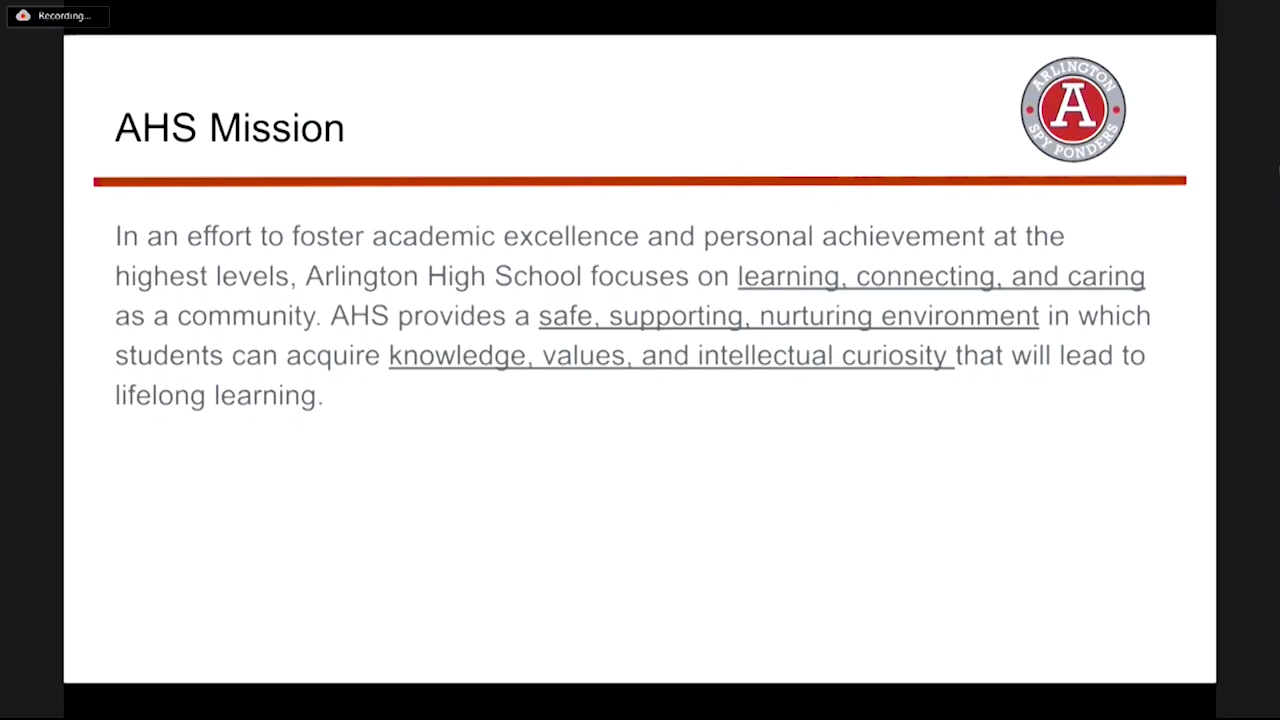 Recording...
AHS Mission
ARLINGTON
A
SPY PONDERS
In an effort to foster academic excellence and personal achievement at the
highest levels, Arlington High School focuses on learning, connecting, and caring
as a community. AHS provides a safe, supporting, nurturing environment in which
students can acquire knowledge, values, and intellectual curiosity that will lead to
lifelong learning.